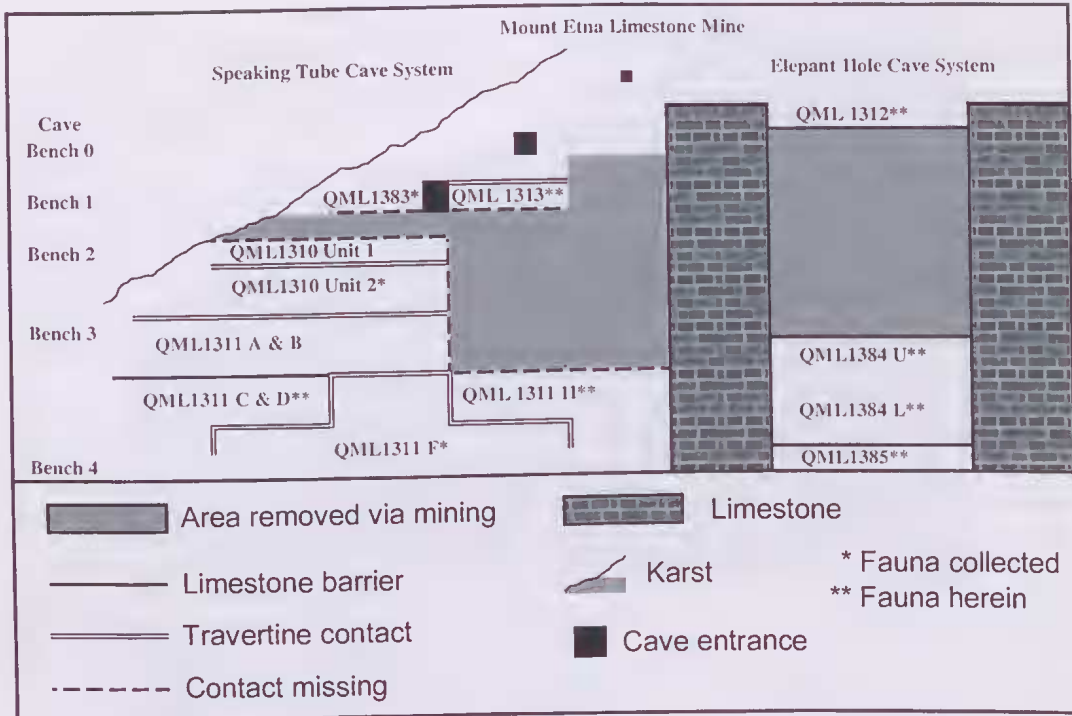 Mount Etna Limestone Mine
Speaking Tube Cave System
Elepant Hole Cave System
Cave
Bench 0
Bench 1
Bench 2
Bench 3
Bench 4
QML 1312**
QML1383*
QML 1313**
QML1310 Unit 1
QML1310 Unit 2*
QML1311 A & B
QML1311 C & D**
QML 1311 H**
QML1311 F*
QML1384 U**
QML1384 L**
QML1385**
Area removed via mining
Limestone barrier
Travertine contact
Contact missing
Limestone
Karst
Cave entrance
* Fauna collected
** Fauna herein